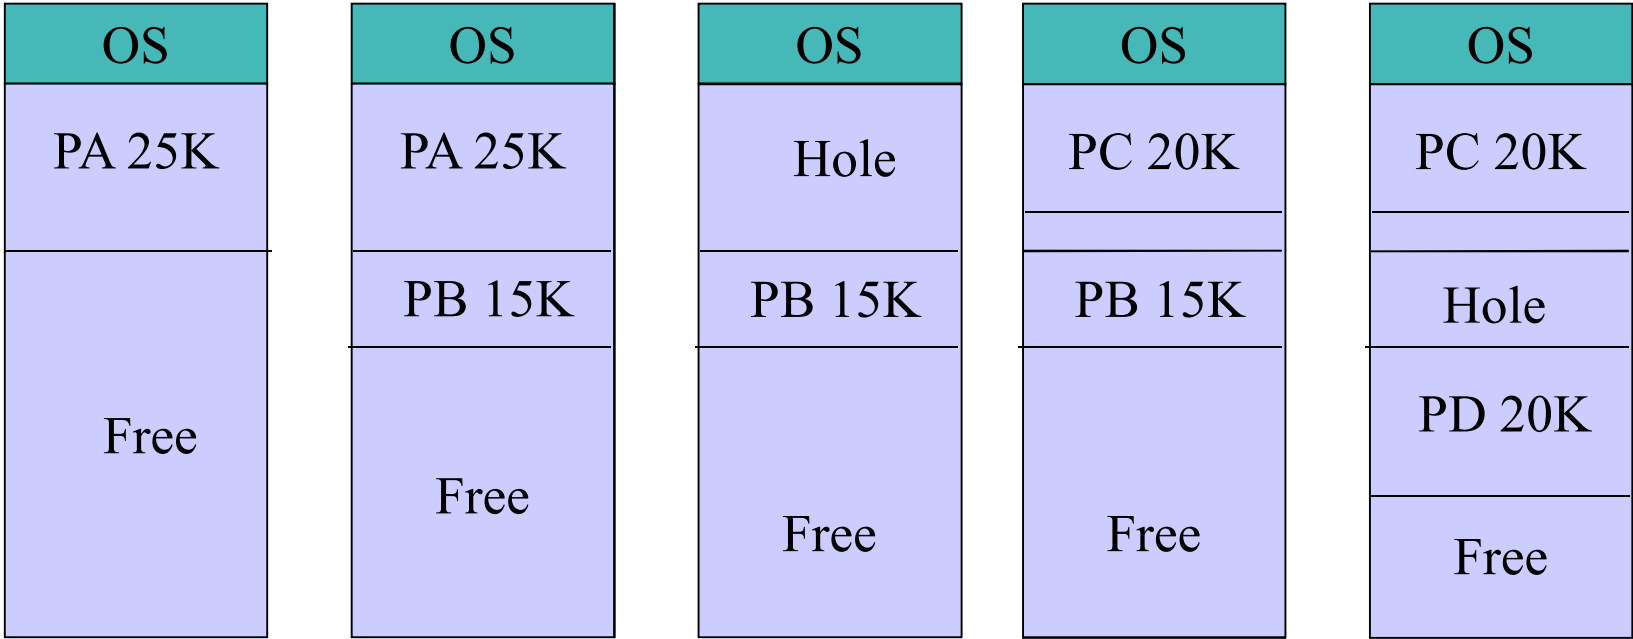 OS
PA 25K
Free
OS
PA 25K
PB 15K
Free
OS
Hole
PB 15K
Free
OS
PC 20K
PB 15K
Free
OS
PC 20K
Hole
PD 20K
Free